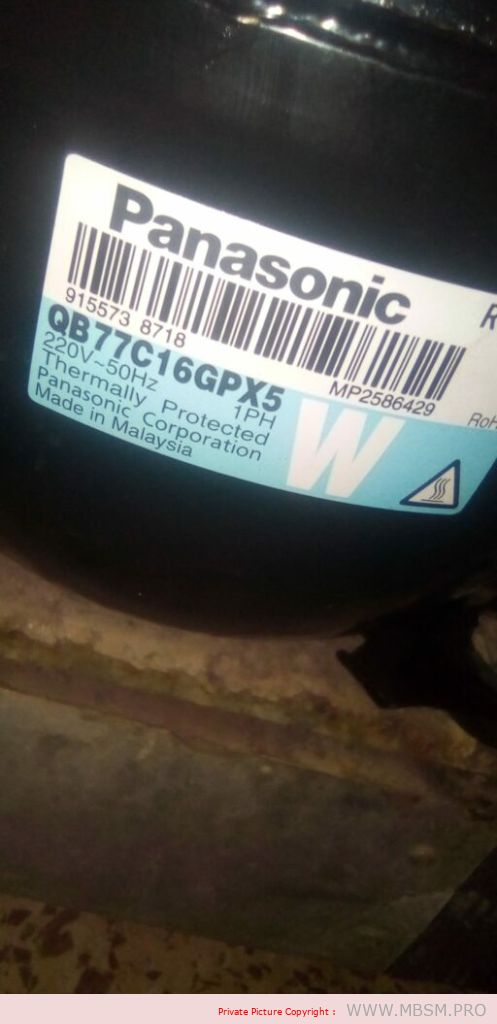 Panasonic
915573 8718
MP2586429
QB77C16GPX5
220V~50Hz 1PH
Thermally Protected
Panasonic Corporation
Made in Malaysia
W
R
RoH
Private Picture Copyright : WWW.MBSM.PRO